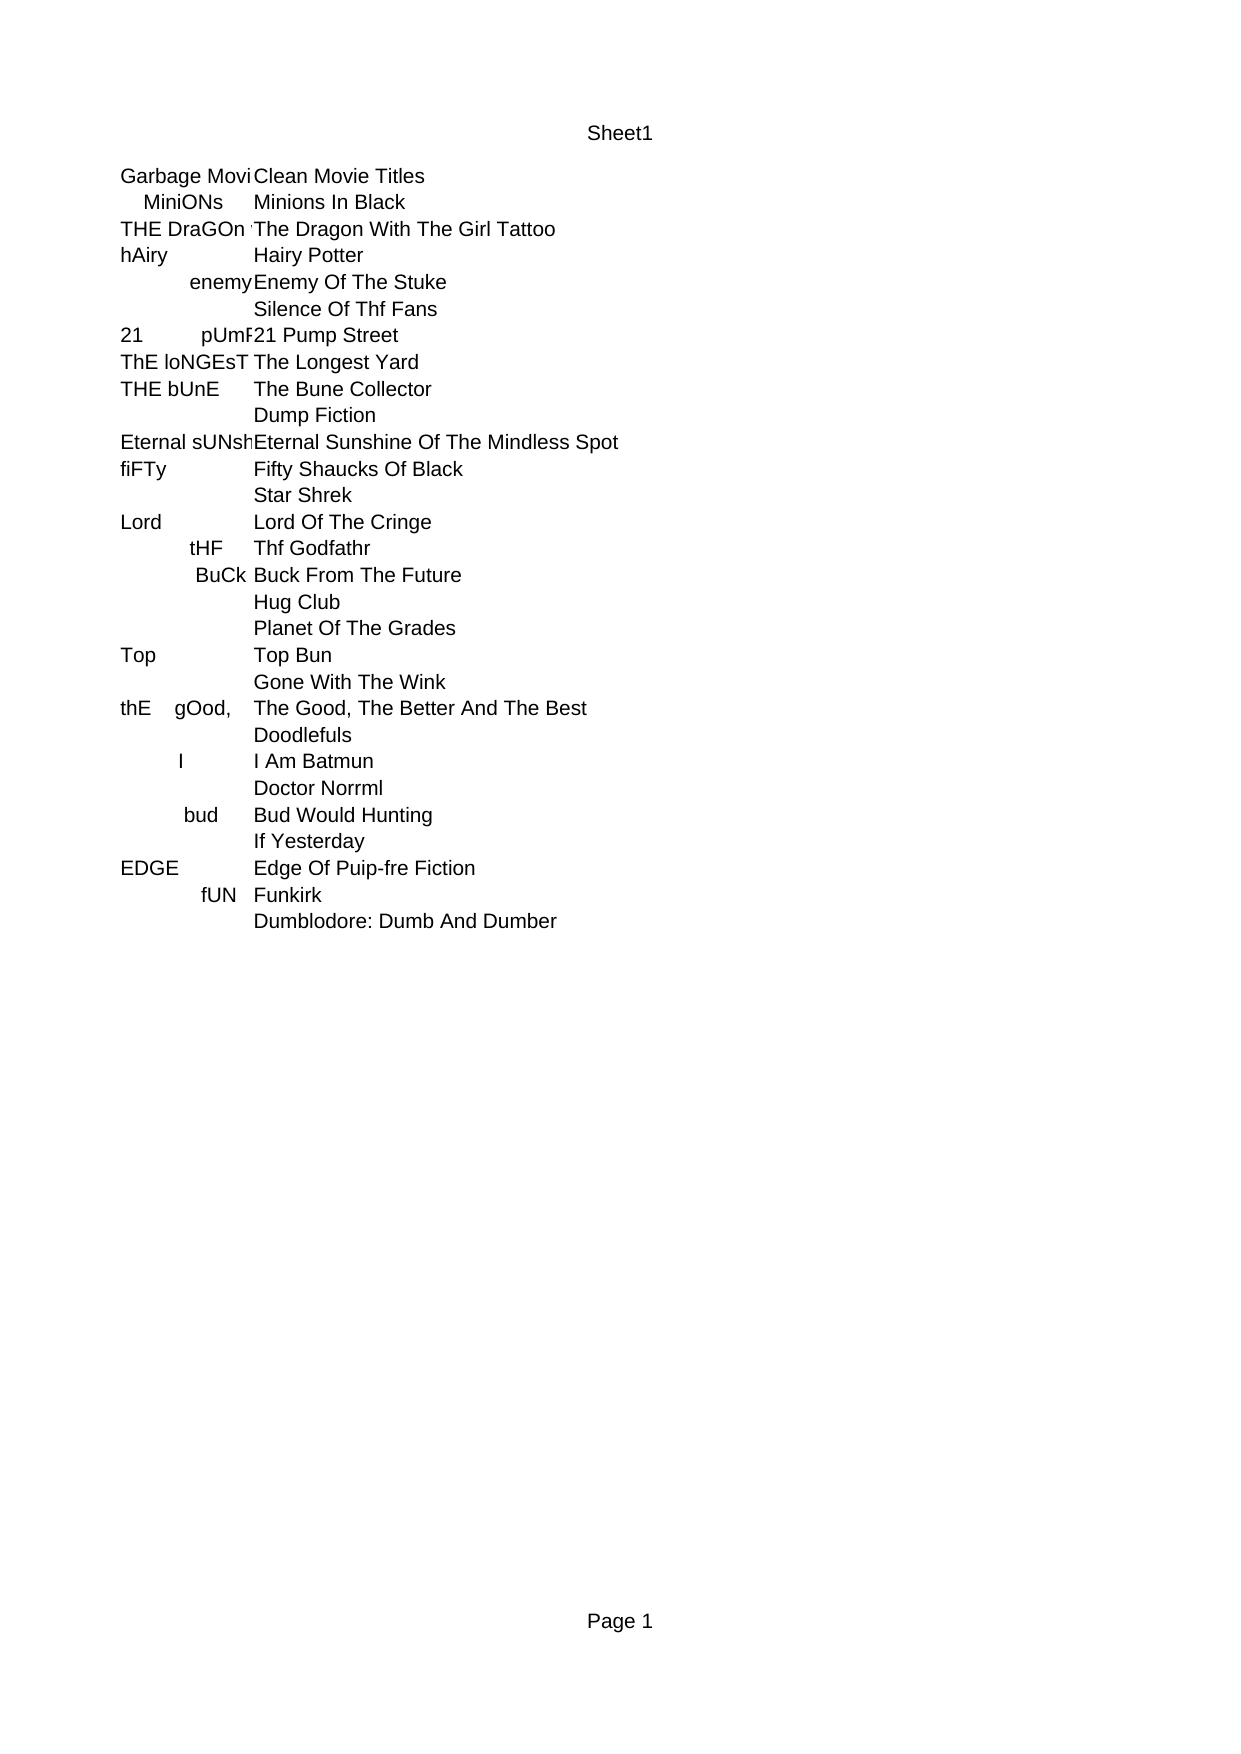 Sheet1
Garbage Movi Clean Movie Titles
MiniONs Minions In Black
THE DraGOn The Dragon With The Girl Tattoo
hAiry Hairy Potter
enemy Enemy Of The Stuke
Silence Of Thf Fans
21 pUmP 21 Pump Street
ThE loNGEsT The Longest Yard
THE bUnE The Bune Collector
Dump Fiction
Eternal sUNsh Eternal Sunshine Of The Mindless Spot
fiFTy Fifty Shaucks Of Black
Star Shrek
Lord Lord Of The Cringe
tHF Thf Godfathr
BuCk Buck From The Future
Hug Club
Planet Of The Grades
Top Top Bun
Gone With The Wink
thE gOod, The Good, The Better And The Best
Doodlefuls
I I Am Batmun
Doctor Norrml
bud Bud Would Hunting
If Yesterday
EDGE Edge Of Puip-fre Fiction
fUN Funkirk
Dumblodore: Dumb And Dumber
Page 1